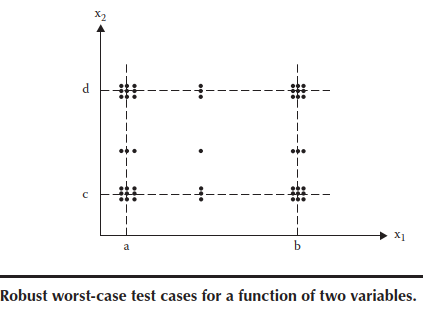 x2
d
c
x1
a
b
Robust worst-case test cases for a function of two variables.